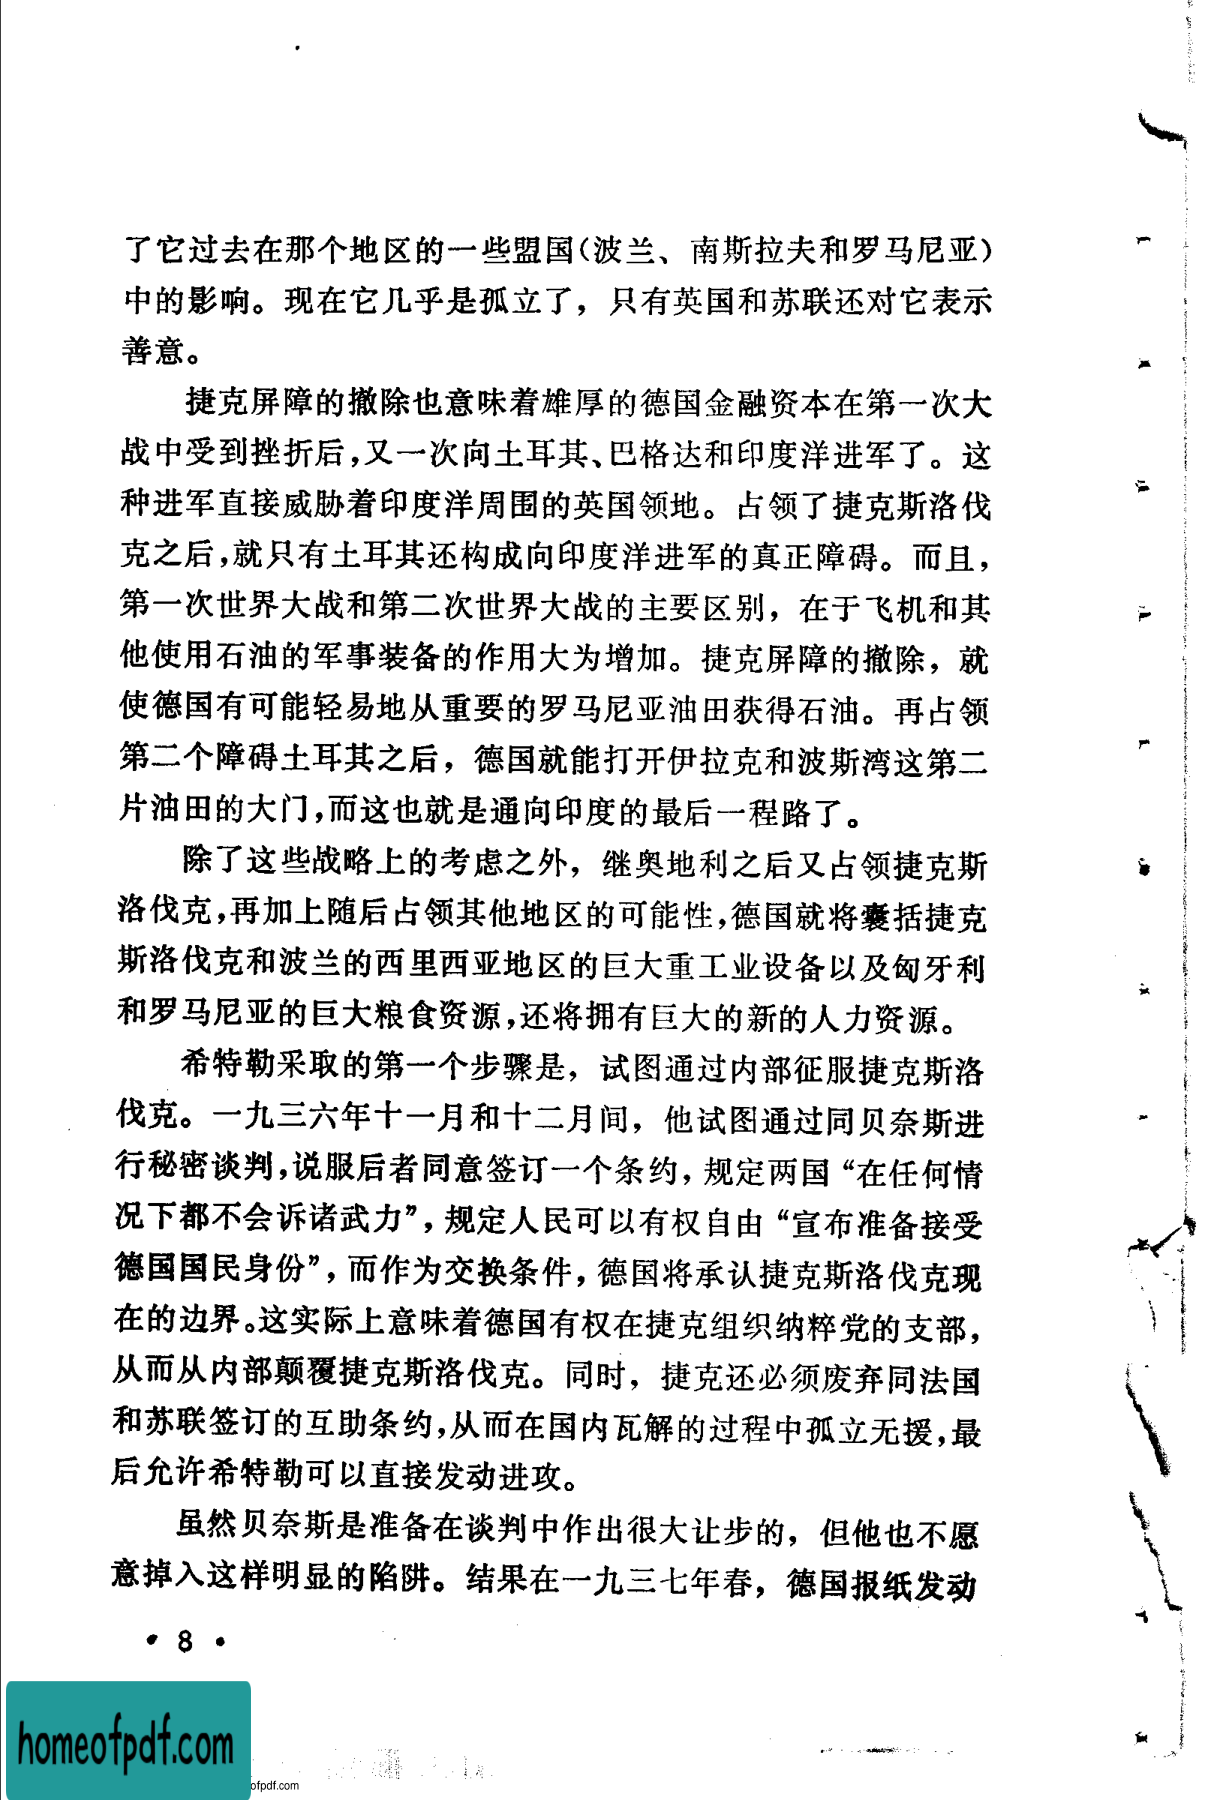 了它过去在那个地区的一些盟国(波兰、南斯拉夫和罗马尼亚)
中的影响。现在它几乎是孤立了，只有英国和苏联还对它表示
善意。
捷克屏障的撤除也意味着雄厚的德国金融资本在第一次大
战中受到挫折后,又一次向土耳其、巴格达和印度洋进军了。这
种进军直接威胁着印度洋周围的英国领地。占领了捷克斯洛伐
克之后,就只有土耳其还构成向印度洋进军的真正障碍。而且，
第一次世界大战和第二次世界大战的主要区别，在于飞机和其
他使用石油的军事装备的作用大为增加。捷克屏障的撤除，就
使德国有可能轻易地从重要的罗马尼亚油田获得石油。再占领
第二个障碍土耳其之后，德国就能打开伊拉克和波斯湾这第二
片油田的大门,而这也就是通向印度的最后一程路了。
除了这些战略上的考虑之外，继奥地利之后又占领捷克斯
洛伐克,再加上随后占领其他地区的可能性,德国就将囊括捷克
斯洛伐克和波兰的西里西亚地区的巨大重工业设备以及匈牙利
和罗马尼亚的巨大粮食资源,还将拥有巨大的新的人力资源。
希特勒采取的第一个步骤是，试图通过内部征服捷克斯洛
伐克。一九三六年十一月和十二月间，他试图通过同贝奈斯进
行秘密谈判,说服后者同意签订一个条约，规定两国“在任何情
况下都不会诉诸武力”，规定人民可以有权自由“宣布准备接受
德国国民身份”，而作为交换条件，德国将承认捷克斯洛伐克现
在的边界。这实际上意味着德国有权在捷克组织纳粹党的支部，
从而从内部颠覆捷克斯洛伐克。同时，捷克还必须废弃同法国
和苏联签订的互助条约,从而在国内瓦解的过程中孤立无援,最
后允许希特勒可以直接发动进攻。
虽然贝奈斯是准备在谈判中作出很大让步的，但他也不愿
意掉入这样明显的陷阱。结果在一九三七年春，德国报纸发动
• 8 •
homeofpdf.com
ofpdf.com